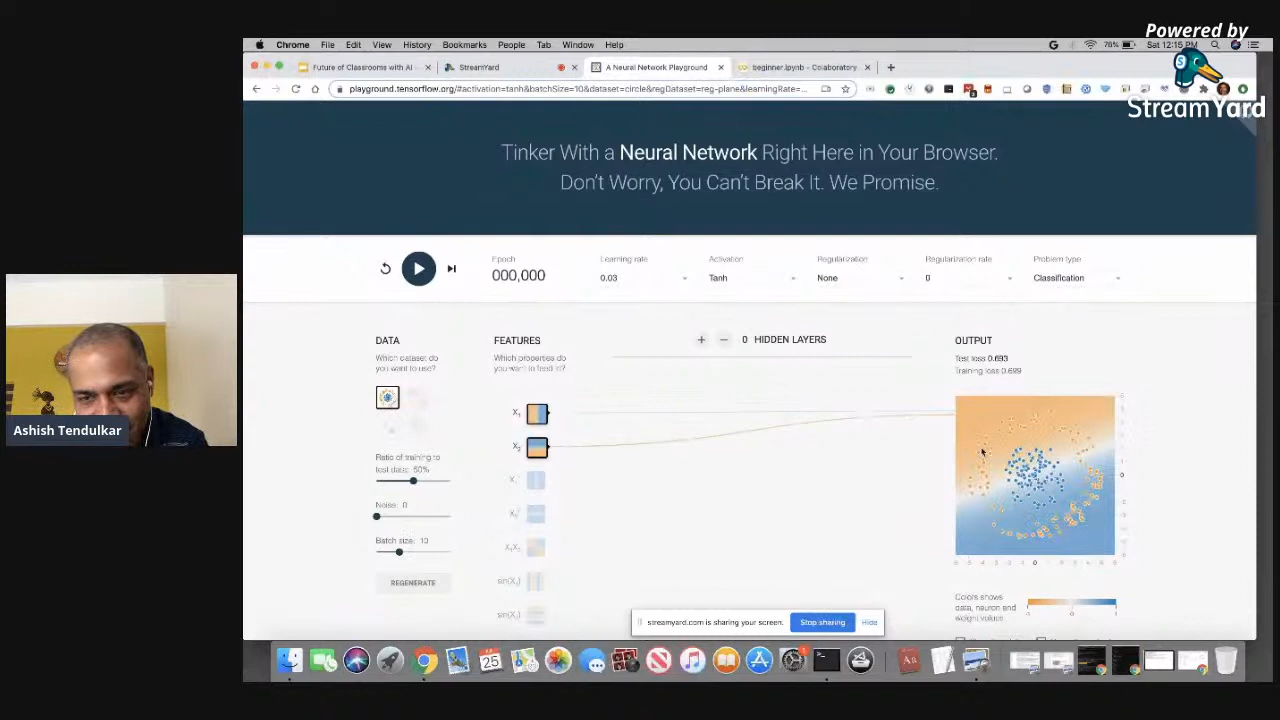 Powered by
StreamYard
Chrome File Edit View History Bookmarks People Tab Window Help
76% Sat 12:15 PM
Future of Classrooms with AI
StreamYard
A Neural Network Playground
beginner.ipynb - Colaboratory
playground.tensorflow.org/#activation=tanh&batchSize=10&dataset=circle&regDataset=reg-plane&learningRate=...
Tinker With a Neural Network Right Here in Your Browser.
Don't Worry, You Can't Break It. We Promise.
Epoch
000,000
Learning rate
0.03
Activation
Tanh
Regularization
None
Regularization rate
0
Problem type
Classification
DATA
Which dataset do
you want to use?
Ratio of training to
test data: 50%
Noise: 0
Batch size: 10
REGENERATE
FEATURES
Which properties do
you want to feed in?
X₁
X₂
X₁X₂
sin(X₁)
+ − 0 HIDDEN LAYERS
OUTPUT
Test loss 0.693
Training loss 0.699
Colors shows
data, neuron and
weight values.
streamyard.com is sharing your screen. Stop sharing Hide
Ashish Tendulkar